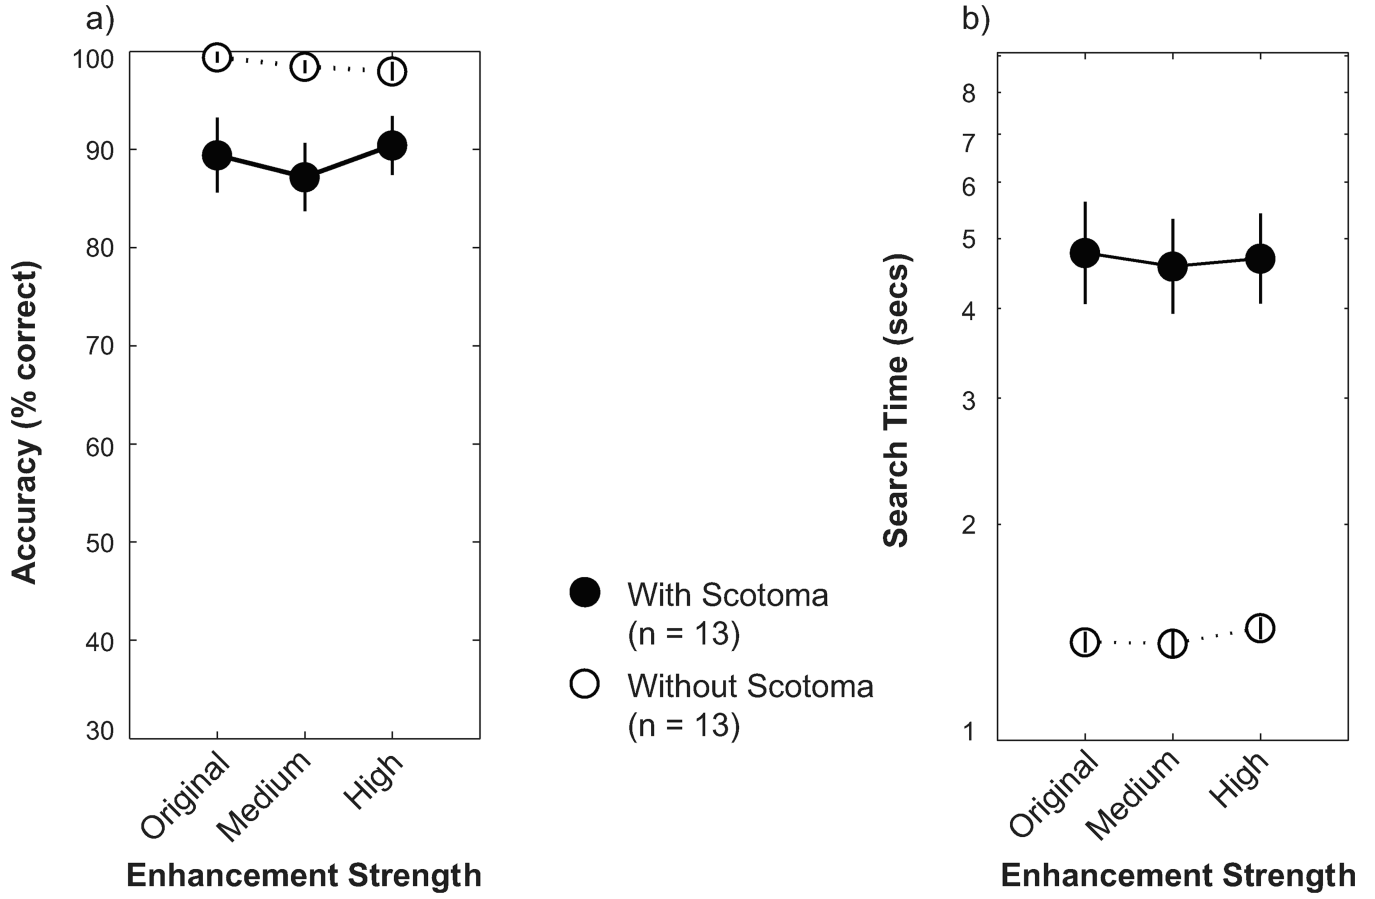 a)
Accuracy (% correct)
100
90
80
70
60
50
40
30
Original
Medium
High
Enhancement Strength
With Scotoma
(n = 13)
Without Scotoma
(n = 13)
b)
Search Time (secs)
8
7
6
5
4
3
2
1
Original
Medium
High
Enhancement Strength